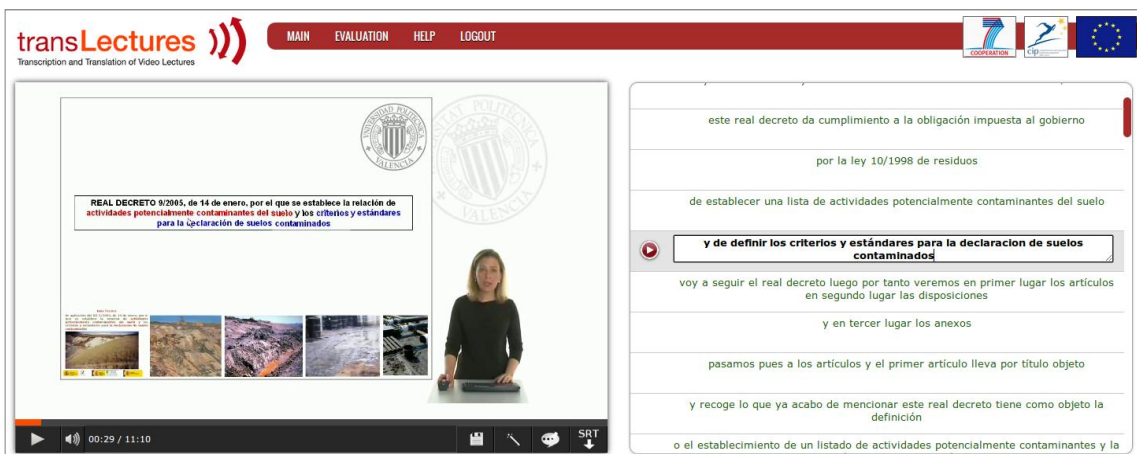 transLectures
Transcription and Translation of Video Lectures
MAIN EVALUATION HELP LOGOUT
7
COOPERATION
cip
UNIVERSIDAD POLITECNICA
VALENCIA
REAL DECRETO 9/2005, de 14 de enero, por el que se establece la relación de
actividades potencialmente contaminantes del suelo y los criterios y estándares
para la declaración de suelos contaminados
00:29 / 11:10
SRT
este real decreto da cumplimiento a la obligación impuesta al gobierno
por la ley 10/1998 de residuos
de establecer una lista de actividades potencialmente contaminantes del suelo
y de definir los criterios y estándares para la declaracion de suelos
contaminados
voy a seguir el real decreto luego por tanto veremos en primer lugar los artículos
en segundo lugar las disposiciones
y en tercer lugar los anexos
pasamos pues a los artículos y el primer artículo lleva por título objeto
y recoge lo que ya acabo de mencionar este real decreto tiene como objeto la
definición
o el establecimiento de un listado de actividades potencialmente contaminantes y la